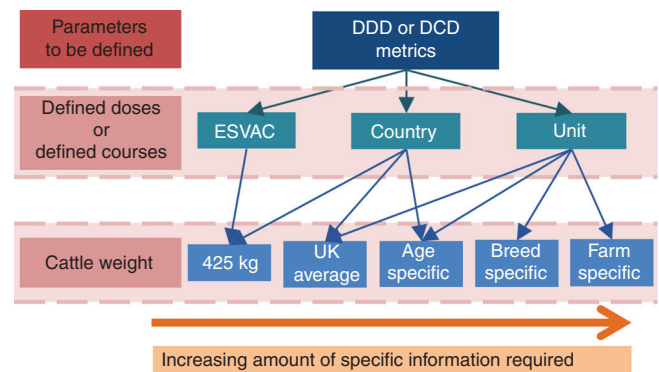 Parameters
to be defined
DDD or DCD
metrics
Defined doses
or
defined courses
ESVAC
Country
Unit
Cattle weight
425 kg
UK
average
Age
specific
Breed
specific
Farm
specific
Increasing amount of specific information required